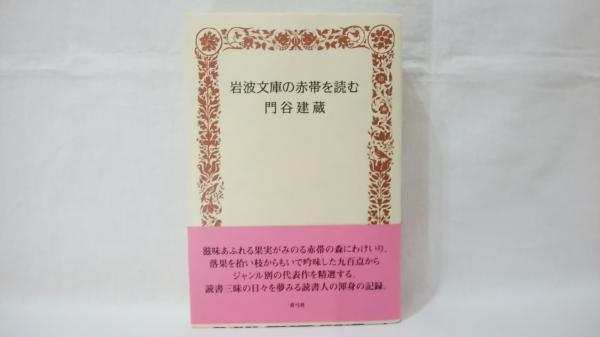 岩波文庫の赤帯を読む
門谷建蔵
滋味あふれる果実がみのる赤帯の森にわけいり、
落果を拾い枝からもいで吟味した九百点から
ジャンル別の代表作を精選する。
読書三昧の日々を夢みる読書人の渾身の記録。
青弓社